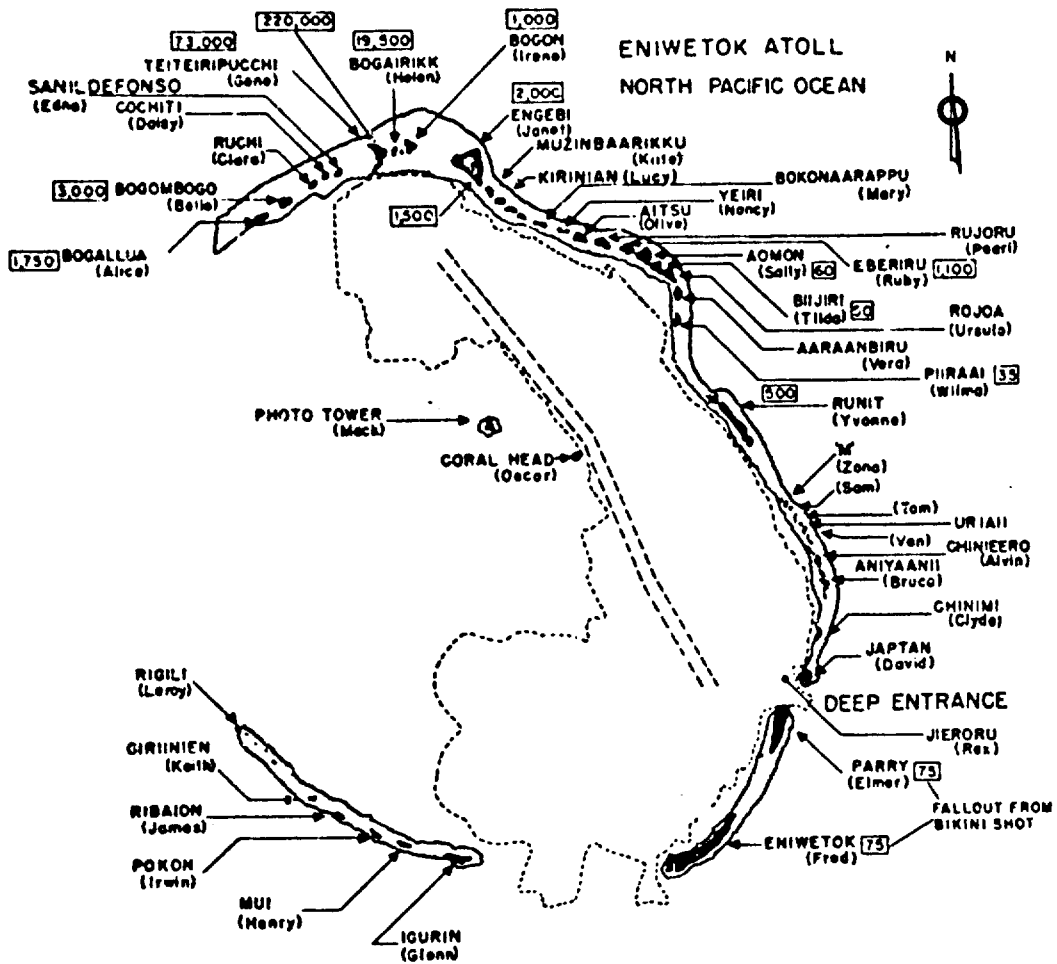 ENIWETOK ATOLL
NORTH PACIFIC OCEAN
N
220,000
1,000
73,000
19,500
BOGON
(Irene)
TEITEIRIPUCCHI
(Gene)
BOGAIRIKK
(Helen)
SANILDEFONSO
(Edna)
2,000
ENGEBI
(Janet)
COCHITI
(Daisy)
MUZINBAARIKKU
(Kate)
RUCHI
(Clara)
KIRINIAN (Lucy)
BOKONAARAPPU
(Mary)
3,000 BOGOMBOGO
(Belle)
YEIRI
(Nancy)
1,500
AITSU
(Olive)
RUJORU
(Pearl)
1,750 BOGALLUA
(Alice)
AOMON
(Sally) 60
EBERIRU
(Ruby) 1,100
BIIJIRI
(Tilda)
ROJOA
(Ursula)
AARAANBIRU
(Vera)
PIIRAAI
(Wilma) 35
500
RUNIT
(Yvonne)
PHOTO TOWER
(Mack)
CORAL HEAD
(Oscar)
"M"
(Zona)
(Sam)
(Tom)
URIAII
(Van)
CHINIEERO
(Alvin)
ANIYAANII
(Bruce)
CHINIMI
(Clyde)
JAPTAN
(David)
RIGILI
(Leroy)
DEEP ENTRANCE
JIERORU
(Rex)
GIRIINIEN
(Keith)
PARRY
(Elmer) 75
RIBAION
(James)
FALLOUT FROM
BIKINI SHOT
ENIWETOK
(Fred) 75
POKON
(Irwin)
MUI
(Henry)
IGURIN
(Glenn)